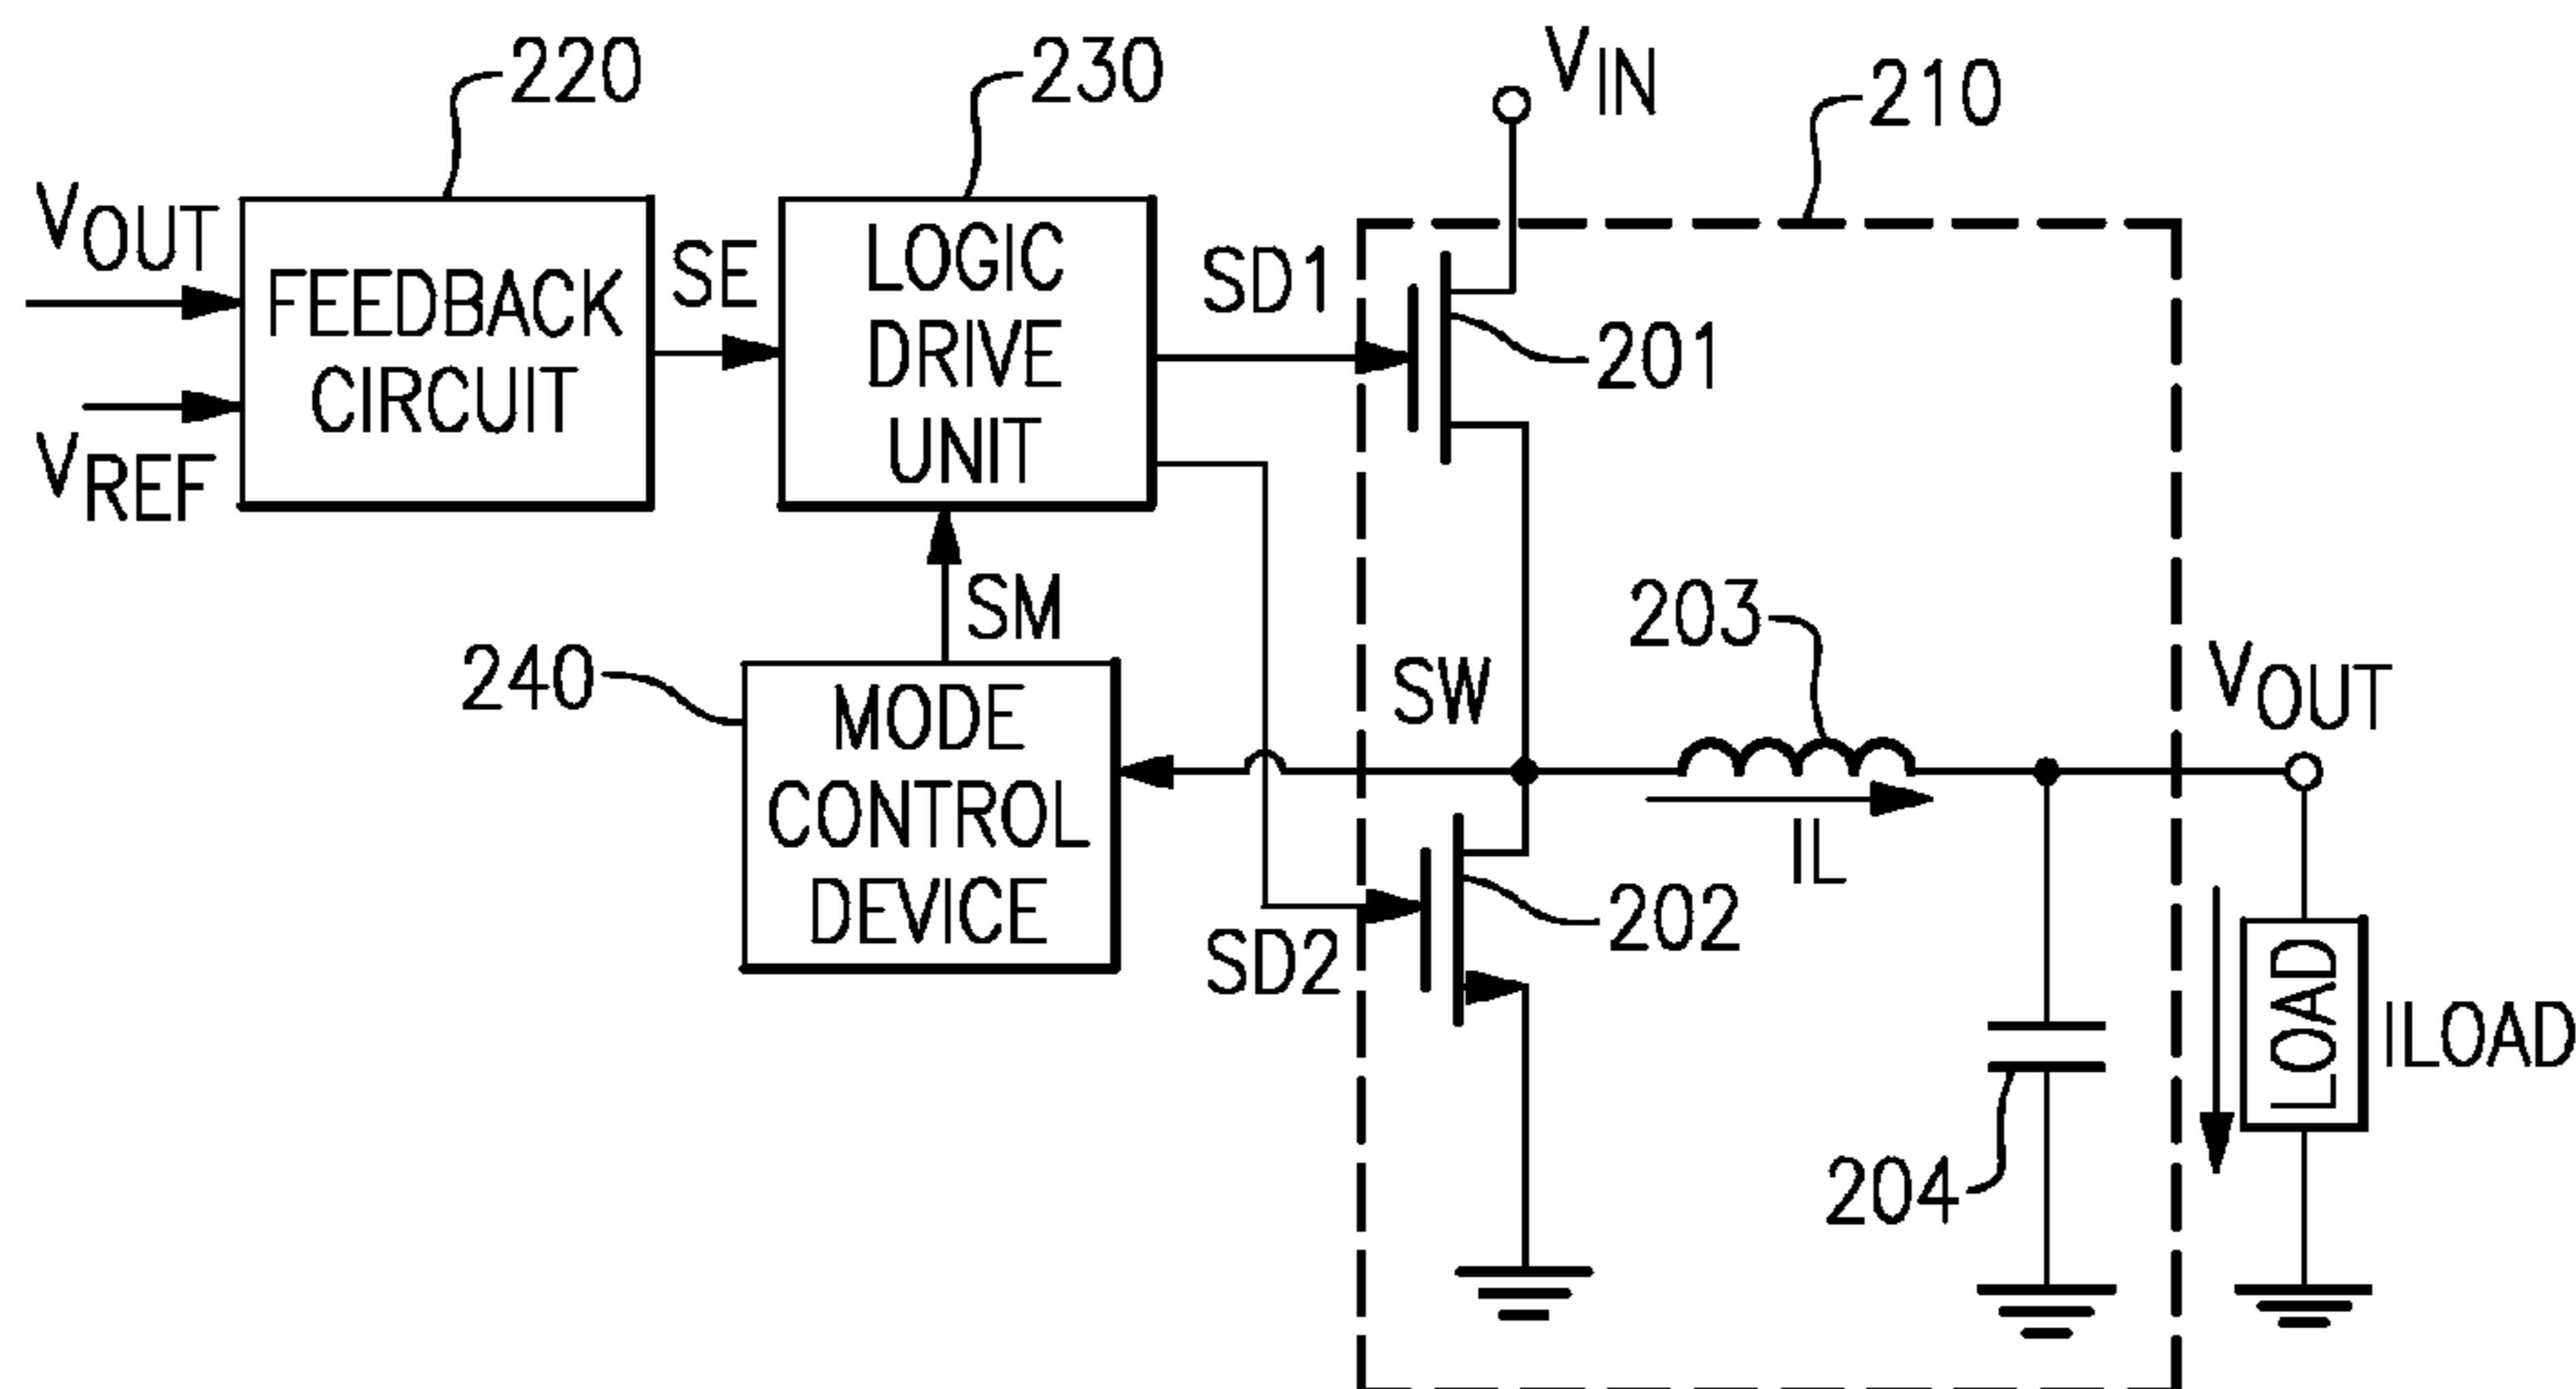 220
230
VIN
210
VOUT
FEEDBACK
CIRCUIT
VREF
SE
LOGIC
DRIVE
UNIT
SD1
201
SM
240
MODE
CONTROL
DEVICE
SW
203
IL
VOUT
SD2
202
204
LOAD
ILOAD